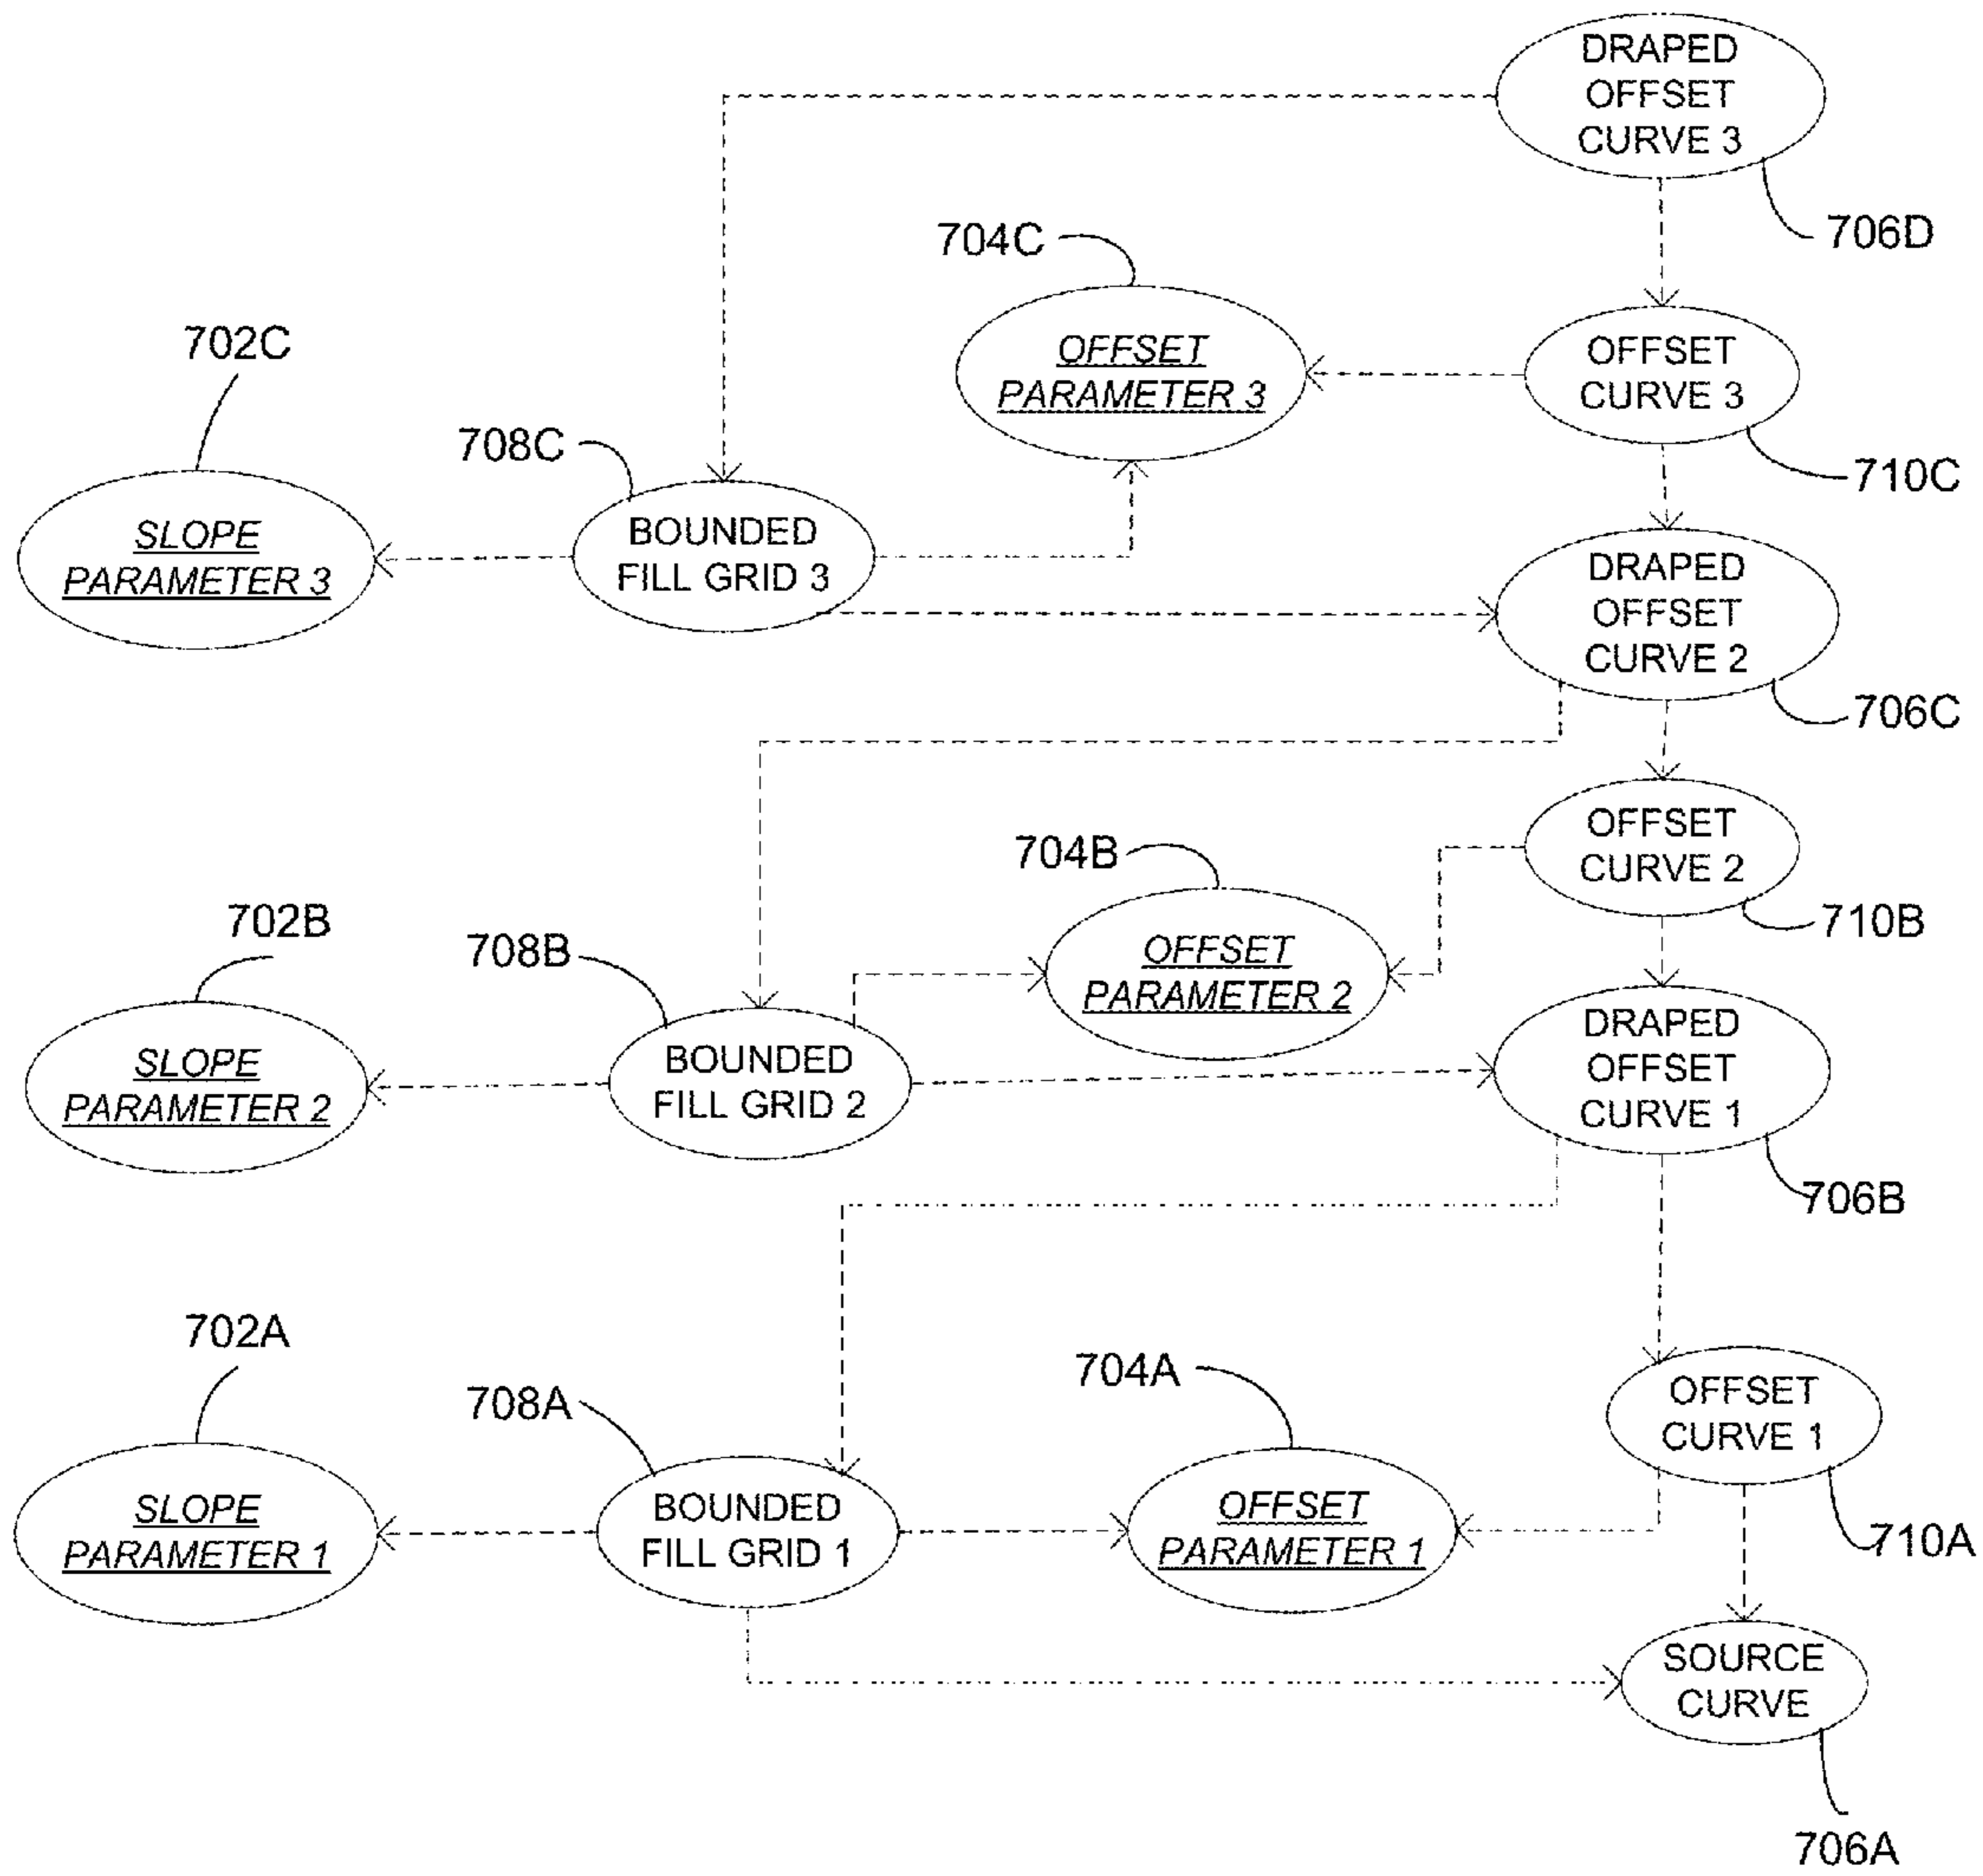 DRAPED
OFFSET
CURVE 3
706D
704C
OFFSET
PARAMETER 3
OFFSET
CURVE 3
710C
702C
708C
SLOPE
PARAMETER 3
BOUNDED
FILL GRID 3
DRAPED
OFFSET
CURVE 2
706C
704B
OFFSET
CURVE 2
710B
702B
708B
OFFSET
PARAMETER 2
SLOPE
PARAMETER 2
BOUNDED
FILL GRID 2
DRAPED
OFFSET
CURVE 1
706B
702A
708A
704A
OFFSET
CURVE 1
710A
SLOPE
PARAMETER 1
BOUNDED
FILL GRID 1
OFFSET
PARAMETER 1
SOURCE
CURVE
706A